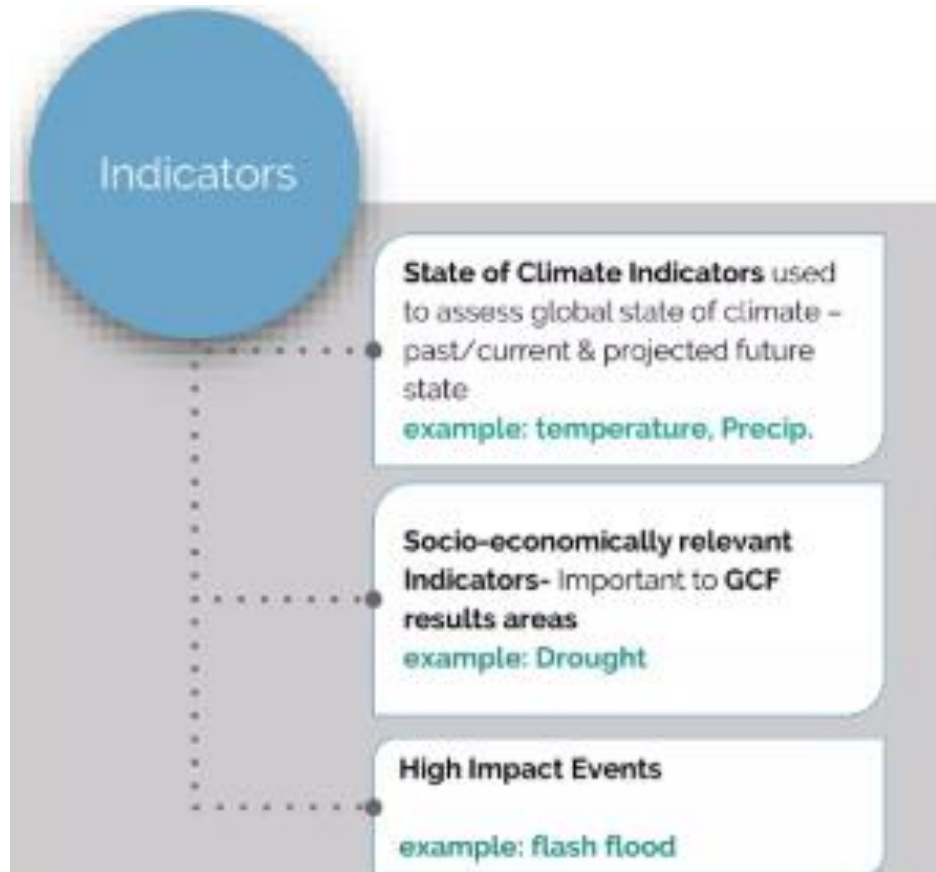 Indicators
State of Climate Indicators used
to assess global state of climate –
past/current & projected future
state
example: temperature, Precip.
Socio-economically relevant
Indicators- Important to GCF
results areas
example: Drought
High Impact Events
example: flash flood